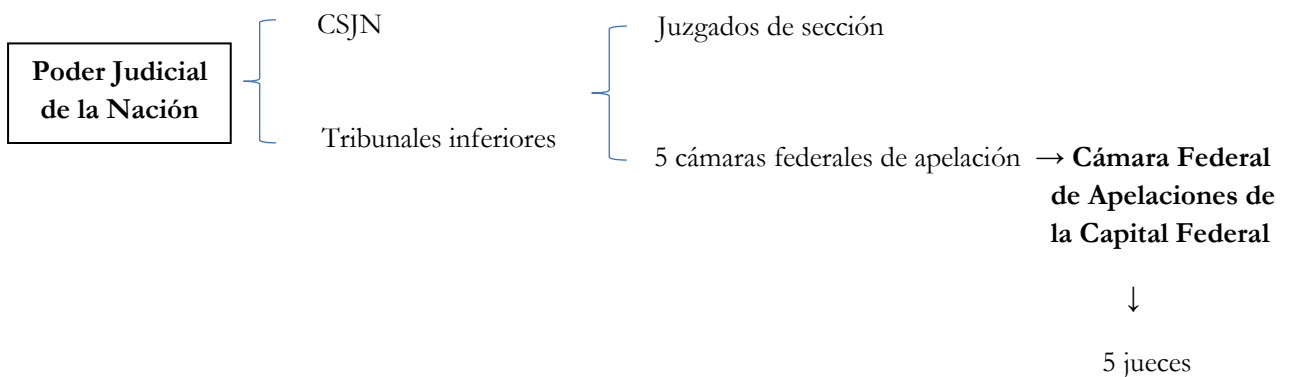 CSJN
Juzgados de sección
Poder Judicial
de la Nación
Tribunales inferiores
5 cámaras federales de apelación → Cámara Federal
de Apelaciones de
la Capital Federal
↓
5 jueces